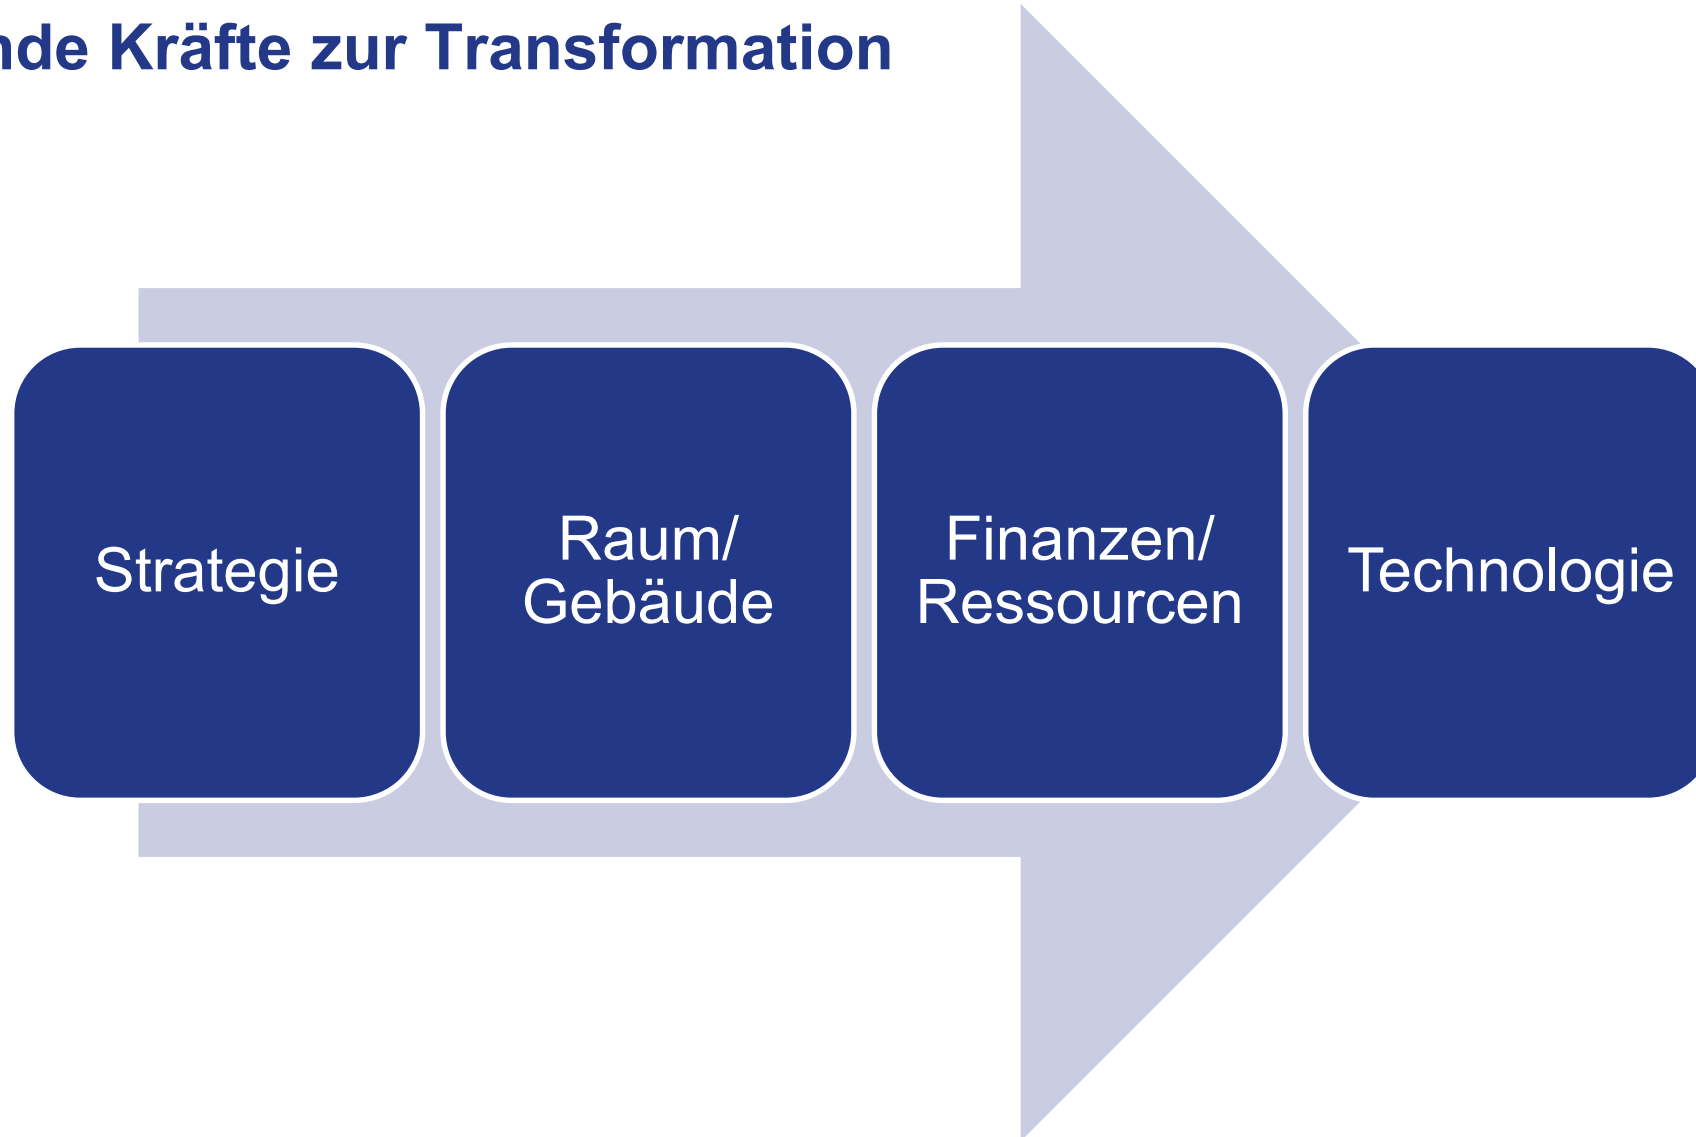 nde Kräfte zur Transformation
Strategie
Raum/
Gebäude
Finanzen/
Ressourcen
Technologie